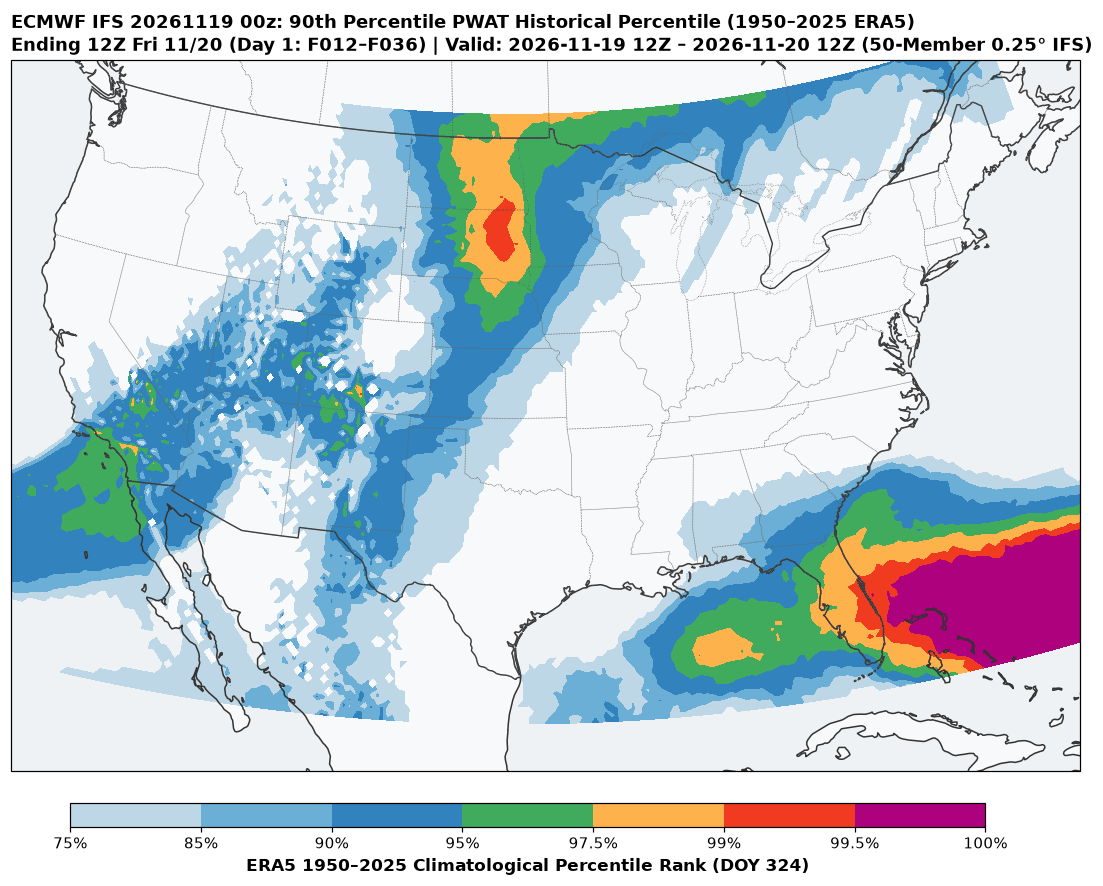 ECMWF IFS 20261119 00z: 90th Percentile PWAT Historical Percentile (1950–2025 ERA5)
Ending 12Z Fri 11/20 (Day 1: F012–F036) | Valid: 2026-11-19 12Z – 2026-11-20 12Z (50-Member 0.25° IFS)
75% 85% 90% 95% 97.5% 99% 99.5% 100%
ERA5 1950–2025 Climatological Percentile Rank (DOY 324)